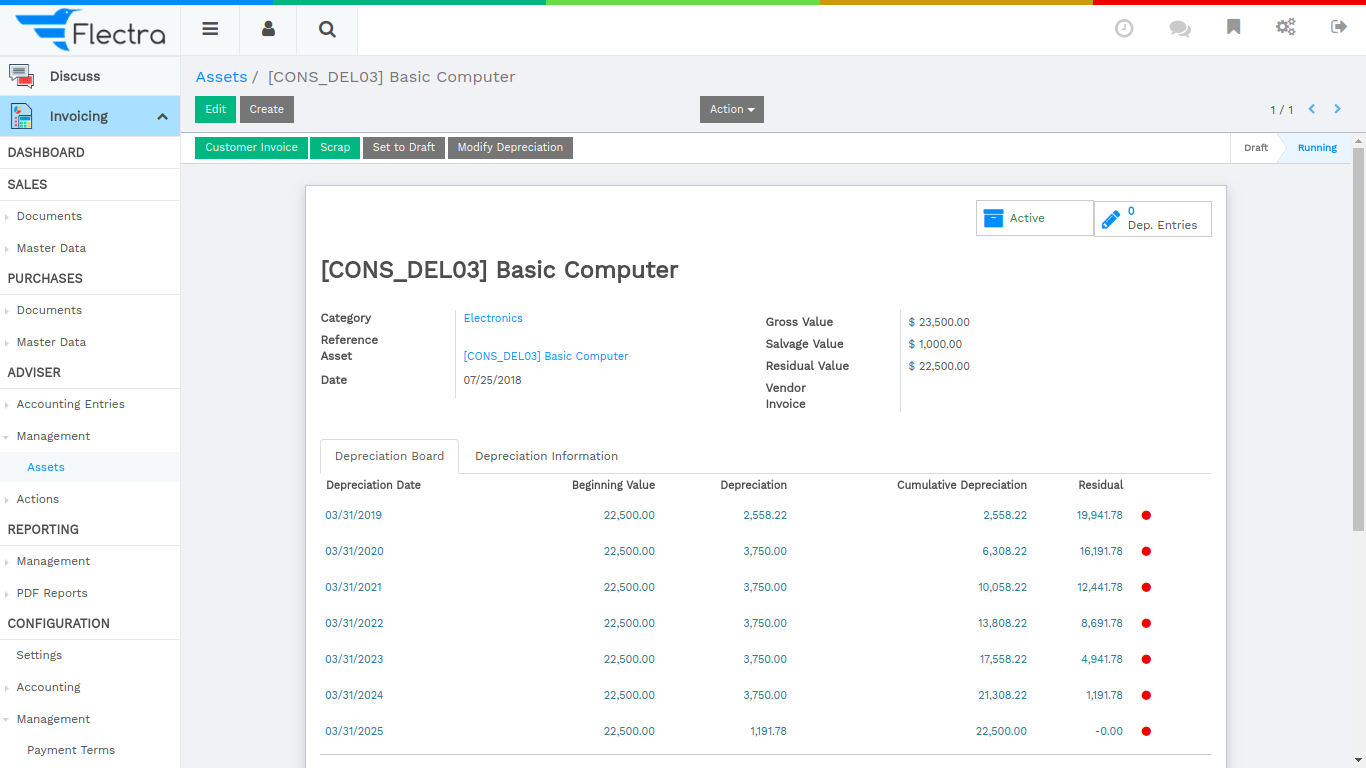 Flectra
Discuss
Invoicing
DASHBOARD
SALES
Documents
Master Data
PURCHASES
Documents
Master Data
ADVISER
Accounting Entries
Management
Assets
Actions
REPORTING
Management
PDF Reports
CONFIGURATION
Settings
Accounting
Management
Payment Terms
Assets / [CONS_DEL03] Basic Computer
Edit Create Action 1 / 1
Customer Invoice Scrap Set to Draft Modify Depreciation Draft Running
Active
0
Dep. Entries
[CONS_DEL03] Basic Computer
Category Electronics
Reference
Asset [CONS_DEL03] Basic Computer
Date 07/25/2018
Gross Value $ 23,500.00
Salvage Value $ 1,000.00
Residual Value $ 22,500.00
Vendor
Invoice
Depreciation Board Depreciation Information
Depreciation Date Beginning Value Depreciation Cumulative Depreciation Residual
03/31/2019 22,500.00 2,558.22 2,558.22 19,941.78
03/31/2020 22,500.00 3,750.00 6,308.22 16,191.78
03/31/2021 22,500.00 3,750.00 10,058.22 12,441.78
03/31/2022 22,500.00 3,750.00 13,808.22 8,691.78
03/31/2023 22,500.00 3,750.00 17,558.22 4,941.78
03/31/2024 22,500.00 3,750.00 21,308.22 1,191.78
03/31/2025 22,500.00 1,191.78 22,500.00 -0.00